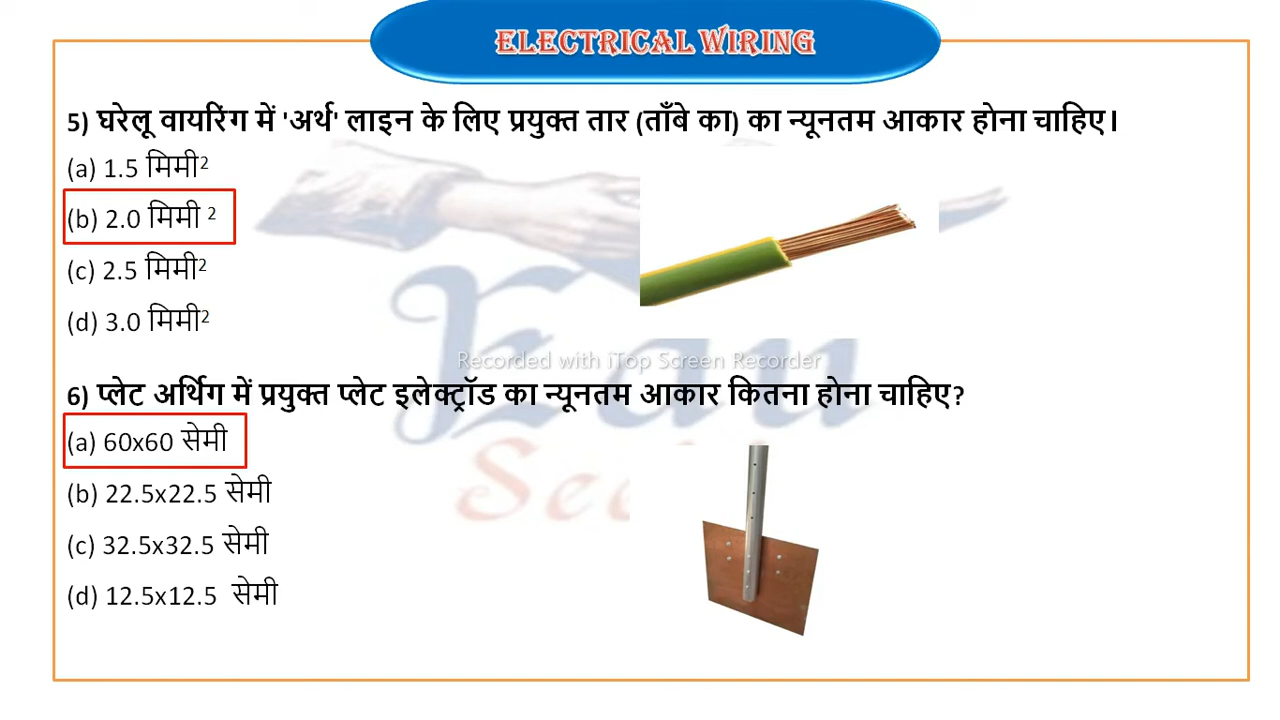 ELECTRICAL WIRING
5) घरेलू वायरिंग में 'अर्थ' लाइन के लिए प्रयुक्त तार (ताँबे का) का न्यूनतम आकार होना चाहिए।
(a) 1.5 मिमी²
(b) 2.0 मिमी ²
(c) 2.5 मिमी²
(d) 3.0 मिमी²
Recorded with iTop Screen Recorder
6) प्लेट अर्थिग में प्रयुक्त प्लेट इलेक्ट्रॉड का न्यूनतम आकार कितना होना चाहिए?
(a) 60x60 सेमी
(b) 22.5x22.5 सेमी
(c) 32.5x32.5 सेमी
(d) 12.5x12.5 सेमी